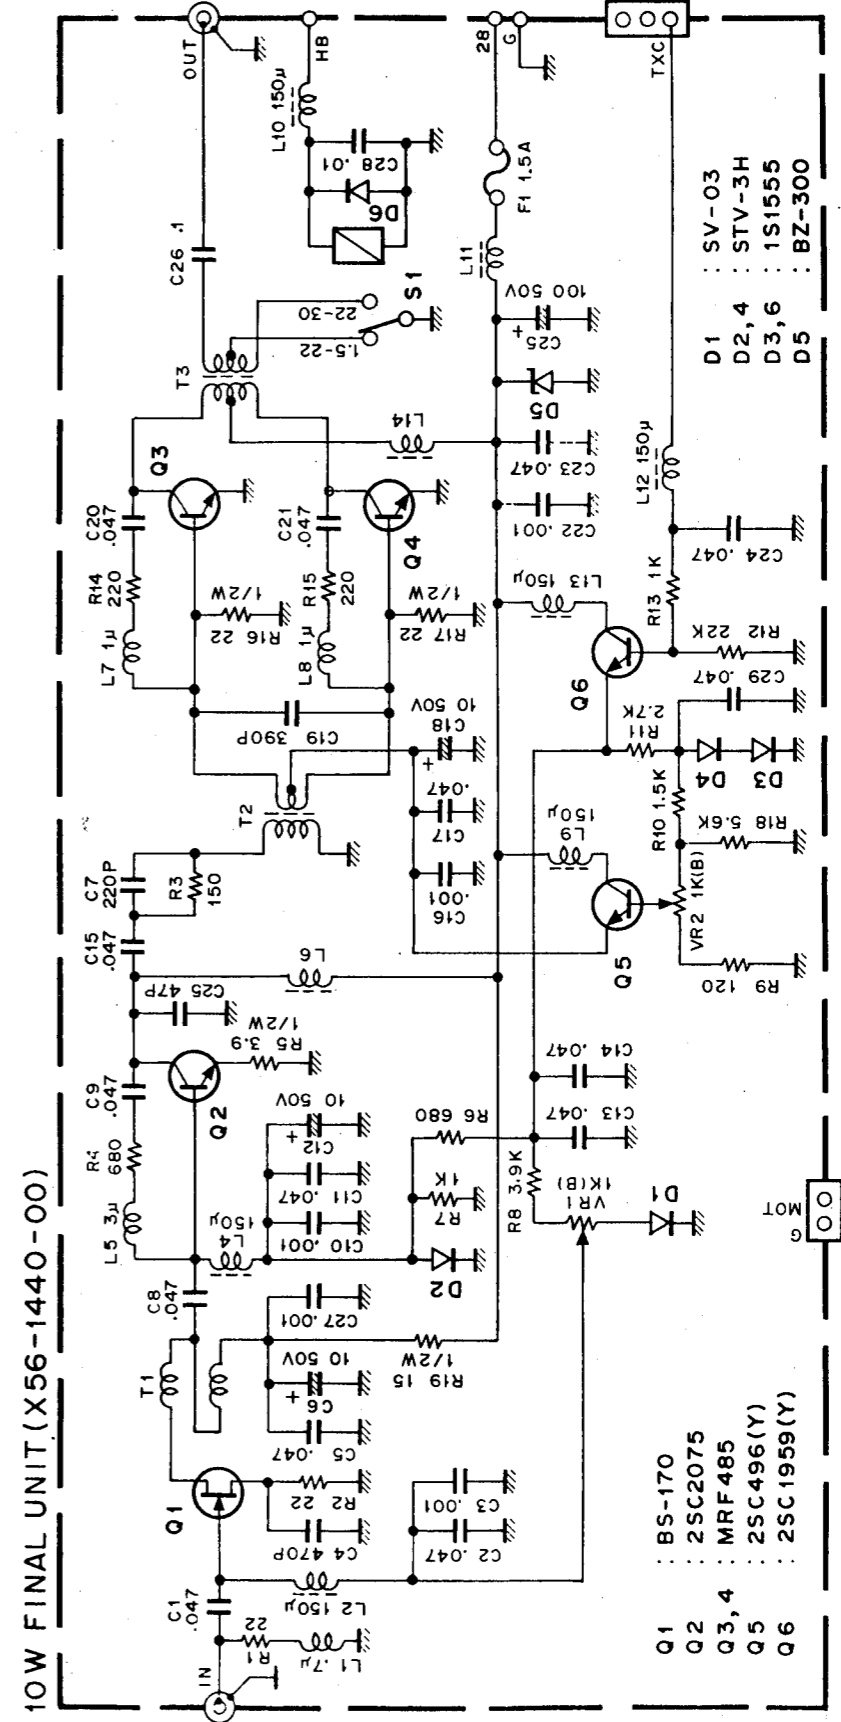 10W FINAL UNIT (X56-1440-00)
IN
C1
.047
R1
22
L1 .7μ
L2 150μ
Q1
C4 470P
R2 22
C2 .047
C3 .001
T1
C5
.047
C6
10 50V
+
C27 .001
R19 15
1/2W
C8
.047
L5 3μ
R4
680
C9
.047
L4
150μ
Q2
C10 .001
C11 .047
C12
10 50V
+
R5 3.9
1/2W
D2
R7
1K
R6 680
C25 47P
L6
C15
.047
C7
220P
R3
150
T2
R8 3.9K
VR1
1K(B)
D1
C13 .047
C14 .047
C16
.001
C17
.047
C18
10 50V
+
C19
390P
L7 1μ
R14
220
C20
.047
Q3
R16 22
1/2W
L8 1μ
R15
220
C21
.047
Q4
R17 22
1/2W
T3
L14
C26 .1
OUT
1.5-22
22-30
S1
D6
C28 .01
L10 150μ
HB
Q5
L9
150μ
VR2 1K(B)
R9 120
R18 5.6K
R10 1.5K
R11
2.7K
D4
D3
C29 .047
R12
22K
Q6
L13 150μ
R13 1K
C24 .047
L12 150μ
TXC
C22 .001
C23 .047
D5
C25
100 50V
+
L11
F1 1.5A
28
G
G
MOT
Q1 : BS-170
Q2 : 2SC2075
Q3,4 : MRF485
Q5 : 2SC496(Y)
Q6 : 2SC1959(Y)
D1 : SV-03
D2,4 : STV-3H
D3,6 : 1S1555
D5 : BZ-300